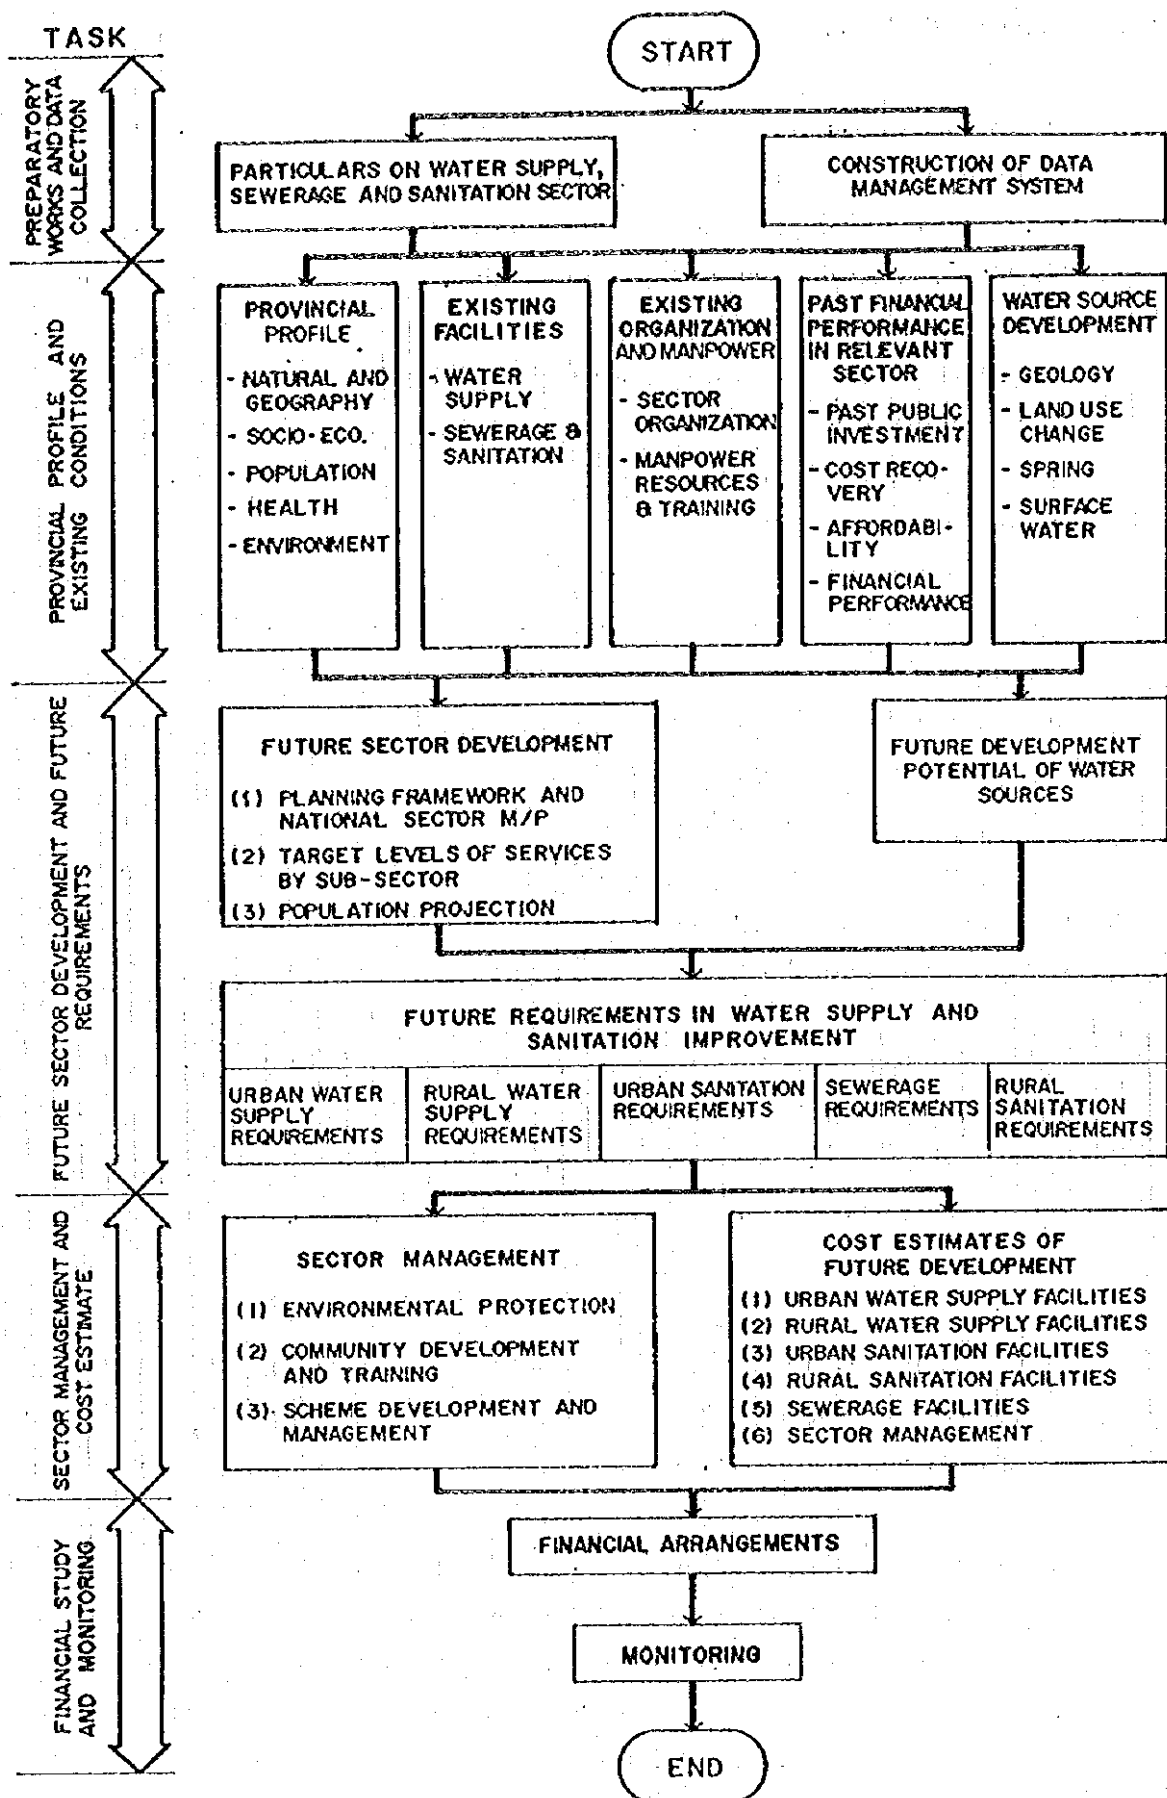 TASK
START
PREPARATORY
WORKS AND DATA
COLLECTION
PARTICULARS ON WATER SUPPLY,
SEWERAGE AND SANITATION SECTOR
CONSTRUCTION OF DATA
MANAGEMENT SYSTEM
PROVINCIAL PROFILE AND
EXISTING CONDITIONS
PROVINCIAL
PROFILE
- NATURAL AND
GEOGRAPHY
- SOCIO-ECO.
- POPULATION
- HEALTH
- ENVIRONMENT
EXISTING
FACILITIES
- WATER
SUPPLY
- SEWERAGE &
SANITATION
EXISTING
ORGANIZATION
AND MANPOWER
- SECTOR
ORGANIZATION
- MANPOWER
RESOURCES
& TRAINING
PAST FINANCIAL
PERFORMANCE
IN RELEVANT
SECTOR
- PAST PUBLIC
INVESTMENT
- COST RECO-
VERY
- AFFORDABI-
LITY
- FINANCIAL
PERFORMANCE
WATER SOURCE
DEVELOPMENT
- GEOLOGY
- LAND USE
CHANGE
- SPRING
- SURFACE
WATER
FUTURE SECTOR DEVELOPMENT AND FUTURE
REQUIREMENTS
FUTURE SECTOR DEVELOPMENT
(1) PLANNING FRAMEWORK AND
NATIONAL SECTOR M/P
(2) TARGET LEVELS OF SERVICES
BY SUB-SECTOR
(3) POPULATION PROJECTION
FUTURE DEVELOPMENT
POTENTIAL OF WATER
SOURCES
FUTURE REQUIREMENTS IN WATER SUPPLY AND
SANITATION IMPROVEMENT
URBAN WATER
SUPPLY
REQUIREMENTS
RURAL WATER
SUPPLY
REQUIREMENTS
URBAN SANITATION
REQUIREMENTS
SEWERAGE
REQUIREMENTS
RURAL
SANITATION
REQUIREMENTS
SECTOR MANAGEMENT AND
COST ESTIMATE
SECTOR MANAGEMENT
(1) ENVIRONMENTAL PROTECTION
(2) COMMUNITY DEVELOPMENT
AND TRAINING
(3) SCHEME DEVELOPMENT AND
MANAGEMENT
COST ESTIMATES OF
FUTURE DEVELOPMENT
(1) URBAN WATER SUPPLY FACILITIES
(2) RURAL WATER SUPPLY FACILITIES
(3) URBAN SANITATION FACILITIES
(4) RURAL SANITATION FACILITIES
(5) SEWERAGE FACILITIES
(6) SECTOR MANAGEMENT
FINANCIAL STUDY
AND MONITORING
FINANCIAL ARRANGEMENTS
MONITORING
END